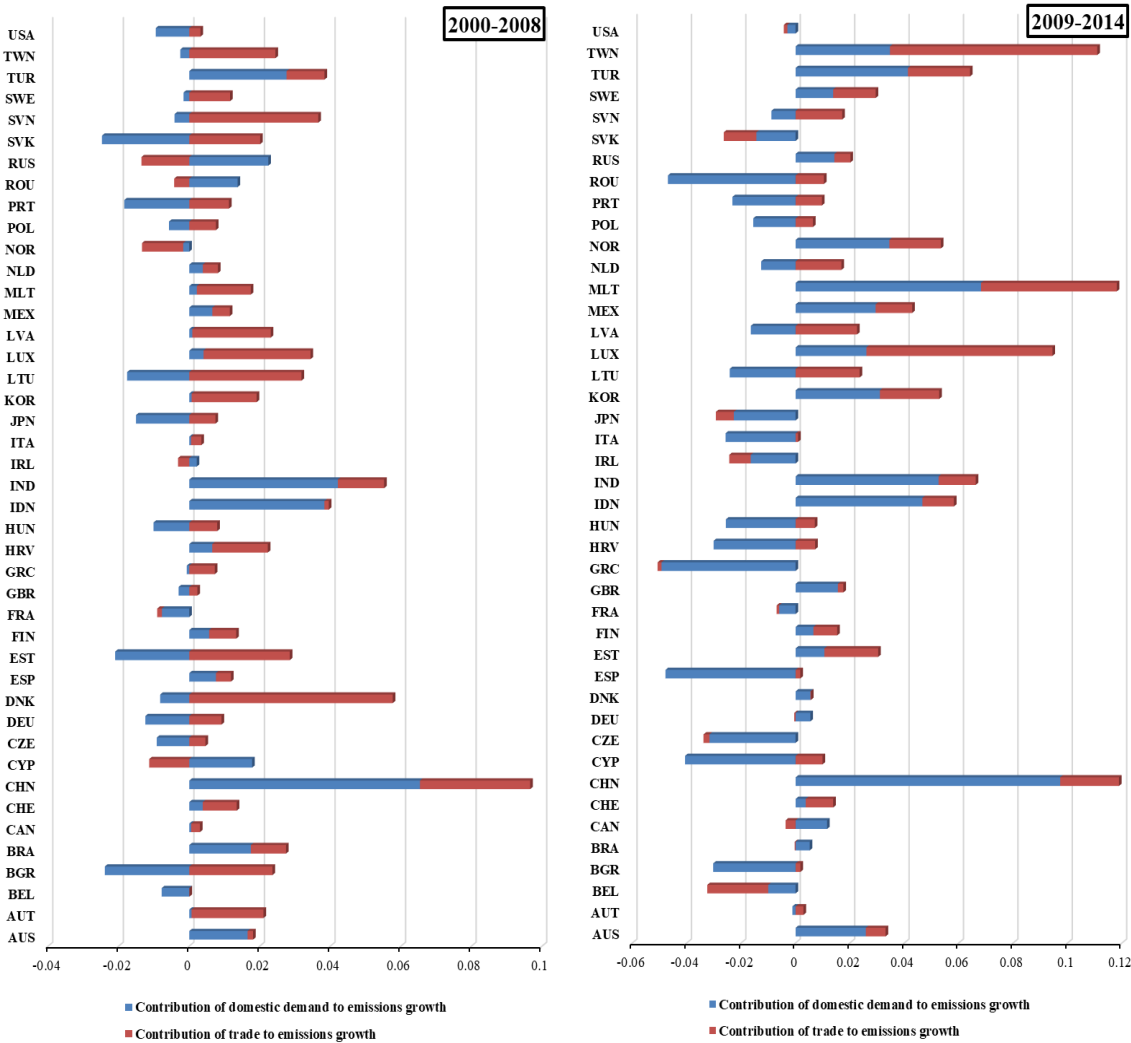 2000-2008
USA
TWN
TUR
SWE
SVN
SVK
RUS
ROU
PRT
POL
NOR
NLD
MLT
MEX
LVA
LUX
LTU
KOR
JPN
ITA
IRL
IND
IDN
HUN
HRV
GRC
GBR
FRA
FIN
EST
ESP
DNK
DEU
CZE
CYP
CHN
CHE
CAN
BRA
BGR
BEL
AUT
AUS
-0.04 -0.02 0 0.02 0.04 0.06 0.08 0.1
Contribution of domestic demand to emissions growth
Contribution of trade to emissions growth
2009-2014
USA
TWN
TUR
SWE
SVN
SVK
RUS
ROU
PRT
POL
NOR
NLD
MLT
MEX
LVA
LUX
LTU
KOR
JPN
ITA
IRL
IND
IDN
HUN
HRV
GRC
GBR
FRA
FIN
EST
ESP
DNK
DEU
CZE
CYP
CHN
CHE
CAN
BRA
BGR
BEL
AUT
AUS
-0.06 -0.04 -0.02 0 0.02 0.04 0.06 0.08 0.1 0.12
Contribution of domestic demand to emissions growth
Contribution of trade to emissions growth